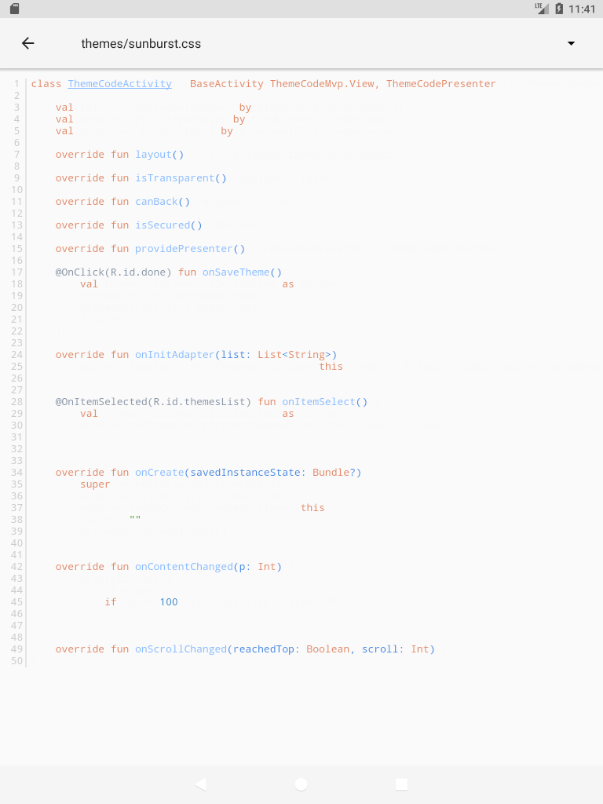 LTE 11:41
themes/sunburst.css
1 class ThemeCodeActivity BaseActivity ThemeCodeMvp.View, ThemeCodePresenter
2
3 val by
4 val by
5 val by
6
7 override fun layout()
8
9 override fun isTransparent()
10
11 override fun canBack()
12
13 override fun isSecured()
14
15 override fun providePresenter()
16
17 @OnClick(R.id.done) fun onSaveTheme()
18 val as
19
20
21
22
23
24 override fun onInitAdapter(list: List<String>)
25 this
26
27
28 @OnItemSelected(R.id.themesList) fun onItemSelect()
29 val as
30
31
32
33
34 override fun onCreate(savedInstanceState: Bundle?)
35 super
36
37 this
38 ""
39
40
41
42 override fun onContentChanged(p: Int)
43
44
45 if 100
46
47
48
49 override fun onScrollChanged(reachedTop: Boolean, scroll: Int)
50